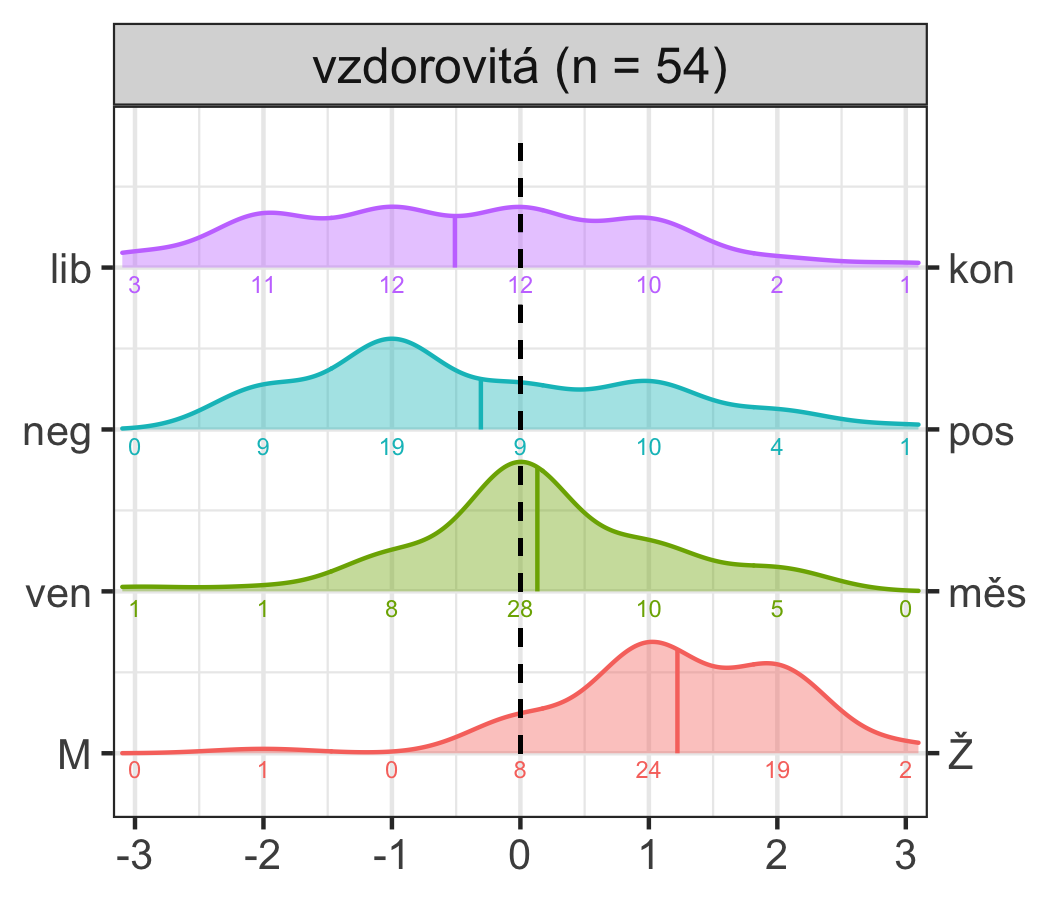 vzdorovitá (n = 54)
lib kon
3 11 12 12 10 2 1
neg pos
0 9 19 9 10 4 1
ven měs
1 1 8 28 10 5 0
M Ž
0 1 0 8 24 19 2
-3 -2 -1 0 1 2 3